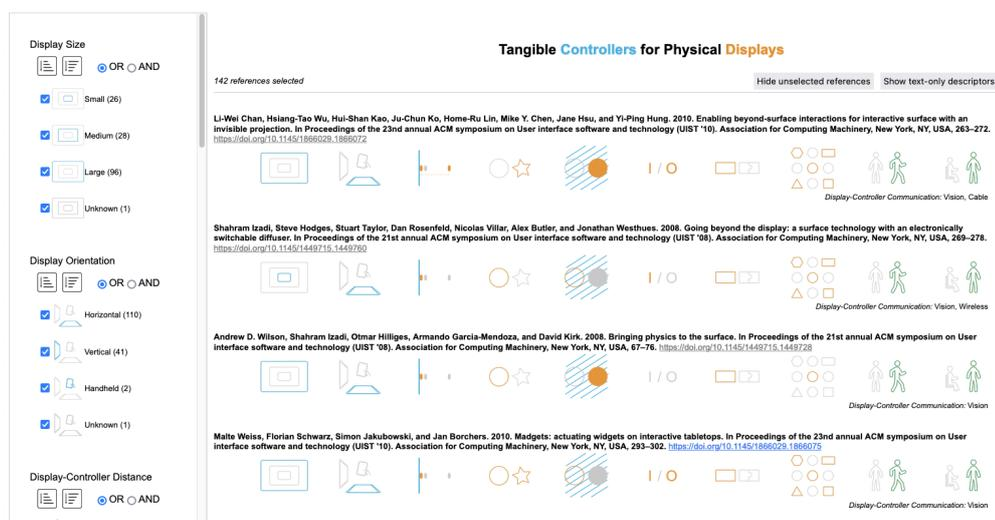 Display Size
OR AND
Small (26)
Medium (28)
Large (96)
Unknown (1)
Display Orientation
OR AND
Horizontal (110)
Vertical (41)
Handheld (2)
Unknown (1)
Display-Controller Distance
OR AND
Tangible Controllers for Physical Displays
142 references selected
Hide unselected references
Show text-only descriptors
Li-Wei Chan, Hsiang-Tao Wu, Hui-Shan Kao, Ju-Chun Ko, Home-Ru Lin, Mike Y. Chen, Jane Hsu, and Yi-Ping Hung. 2010. Enabling beyond-surface interactions for interactive surface with an
invisible projection. In Proceedings of the 23nd annual ACM symposium on User interface software and technology (UIST '10). Association for Computing Machinery, New York, NY, USA, 263–272.
https://doi.org/10.1145/1866029.1866072
I / O
Display-Controller Communication: Vision, Cable
Shahram Izadi, Steve Hodges, Stuart Taylor, Dan Rosenfeld, Nicolas Villar, Alex Butler, and Jonathan Westhues. 2008. Going beyond the display: a surface technology with an electronically
switchable diffuser. In Proceedings of the 21st annual ACM symposium on User interface software and technology (UIST '08). Association for Computing Machinery, New York, NY, USA, 269–278.
https://doi.org/10.1145/1449715.1449760
I / O
Display-Controller Communication: Vision, Wireless
Andrew D. Wilson, Shahram Izadi, Otmar Hilliges, Armando Garcia-Mendoza, and David Kirk. 2008. Bringing physics to the surface. In Proceedings of the 21st annual ACM symposium on User
interface software and technology (UIST '08). Association for Computing Machinery, New York, NY, USA, 67–76. https://doi.org/10.1145/1449715.1449728
I / O
Display-Controller Communication: Vision
Malte Weiss, Florian Schwarz, Simon Jakubowski, and Jan Borchers. 2010. Madgets: actuating widgets on interactive tabletops. In Proceedings of the 23nd annual ACM symposium on User
interface software and technology (UIST '10). Association for Computing Machinery, New York, NY, USA, 293–302. https://doi.org/10.1145/1866029.1866075
I / O
Display-Controller Communication: Vision